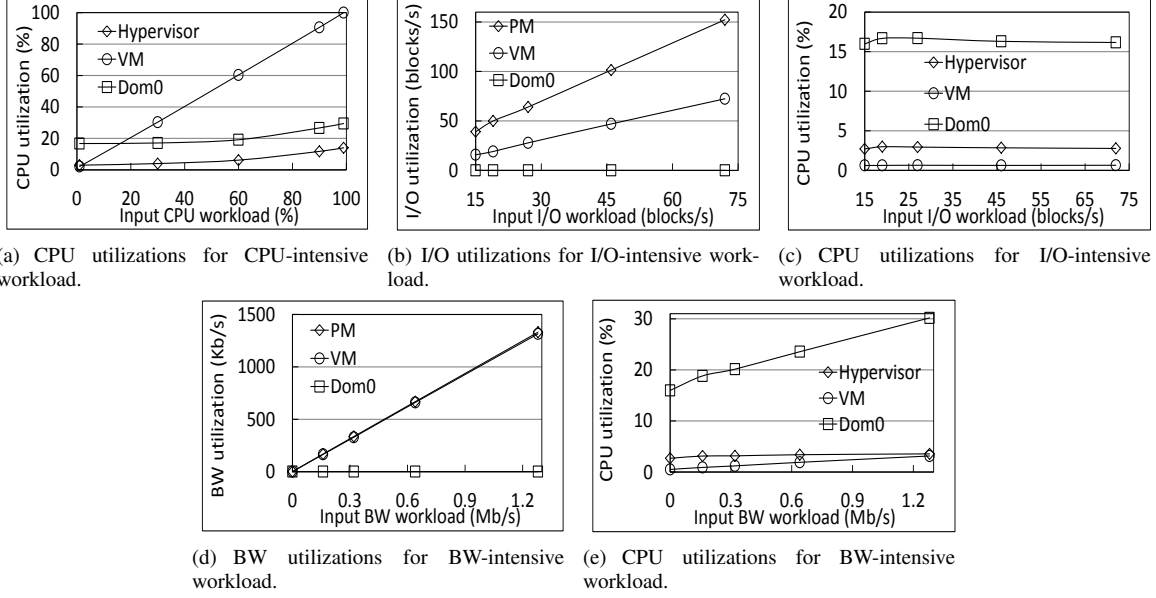 CPU utilization (%)
100
80
60
40
20
0
Hypervisor
VM
Dom0
0 20 40 60 80 100
Input CPU workload (%)
I/O utilization (blocks/s)
150
100
50
0
PM
VM
Dom0
15 30 45 60 75
Input I/O workload (blocks/s)
CPU utilization (%)
20
15
10
5
0
Hypervisor
VM
Dom0
15 25 35 45 55 65 75
Input I/O workload (blocks/s)
(a) CPU utilizations for CPU-intensive
workload.
(b) I/O utilizations for I/O-intensive work-
load.
(c) CPU utilizations for I/O-intensive
workload.
BW utilization (Kb/s)
1500
1000
500
0
PM
VM
Dom0
0 0.3 0.6 0.9 1.2
Input BW workload (Mb/s)
CPU utilization (%)
30
20
10
0
Hypervisor
VM
Dom0
0 0.3 0.6 0.9 1.2
Input BW workload (Mb/s)
(d) BW utilizations for BW-intensive
workload.
(e) CPU utilizations for BW-intensive
workload.